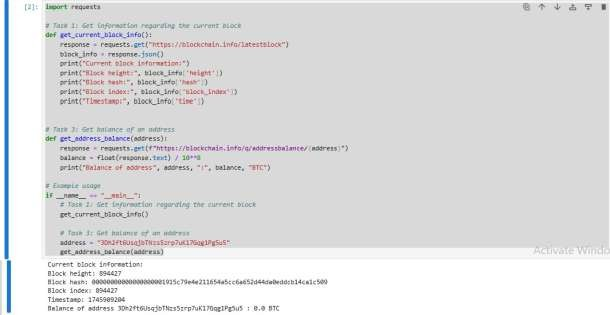 [2]: import requests
# Task 1: Get information regarding the current block
def get_current_block_info():
response = requests.get("https://blockchain.info/latestblock")
block_info = response.json()
print("Current block information:")
print("Block height:", block_info['height'])
print("Block hash:", block_info['hash'])
print("Block index:", block_info['block_index'])
print("Timestamp:", block_info['time'])
# Task 3: Get balance of an address
def get_address_balance(address):
response = requests.get(f"https://blockchain.info/q/addressbalance/{address}")
balance = float(response.text) / 10**8
print("Balance of address", address, ":", balance, "BTC")
# Example usage
if __name__ == "__main__":
# Task 1: Get information regarding the current block
get_current_block_info()
# Task 3: Get balance of an address
address = "3Dh2ft6UsqjbTNzs5zrp7uK17Gqg1Pg5u5"
get_address_balance(address)
Activate Windo
Current block information:
Block height: 894427
Block hash:
Block index: 894427
Timestamp: 1745909204
Balance of address 3Dh2ft6UsqjbTNzs5zrp7uK17Gqg1Pg5u5 : 0.0 BTC